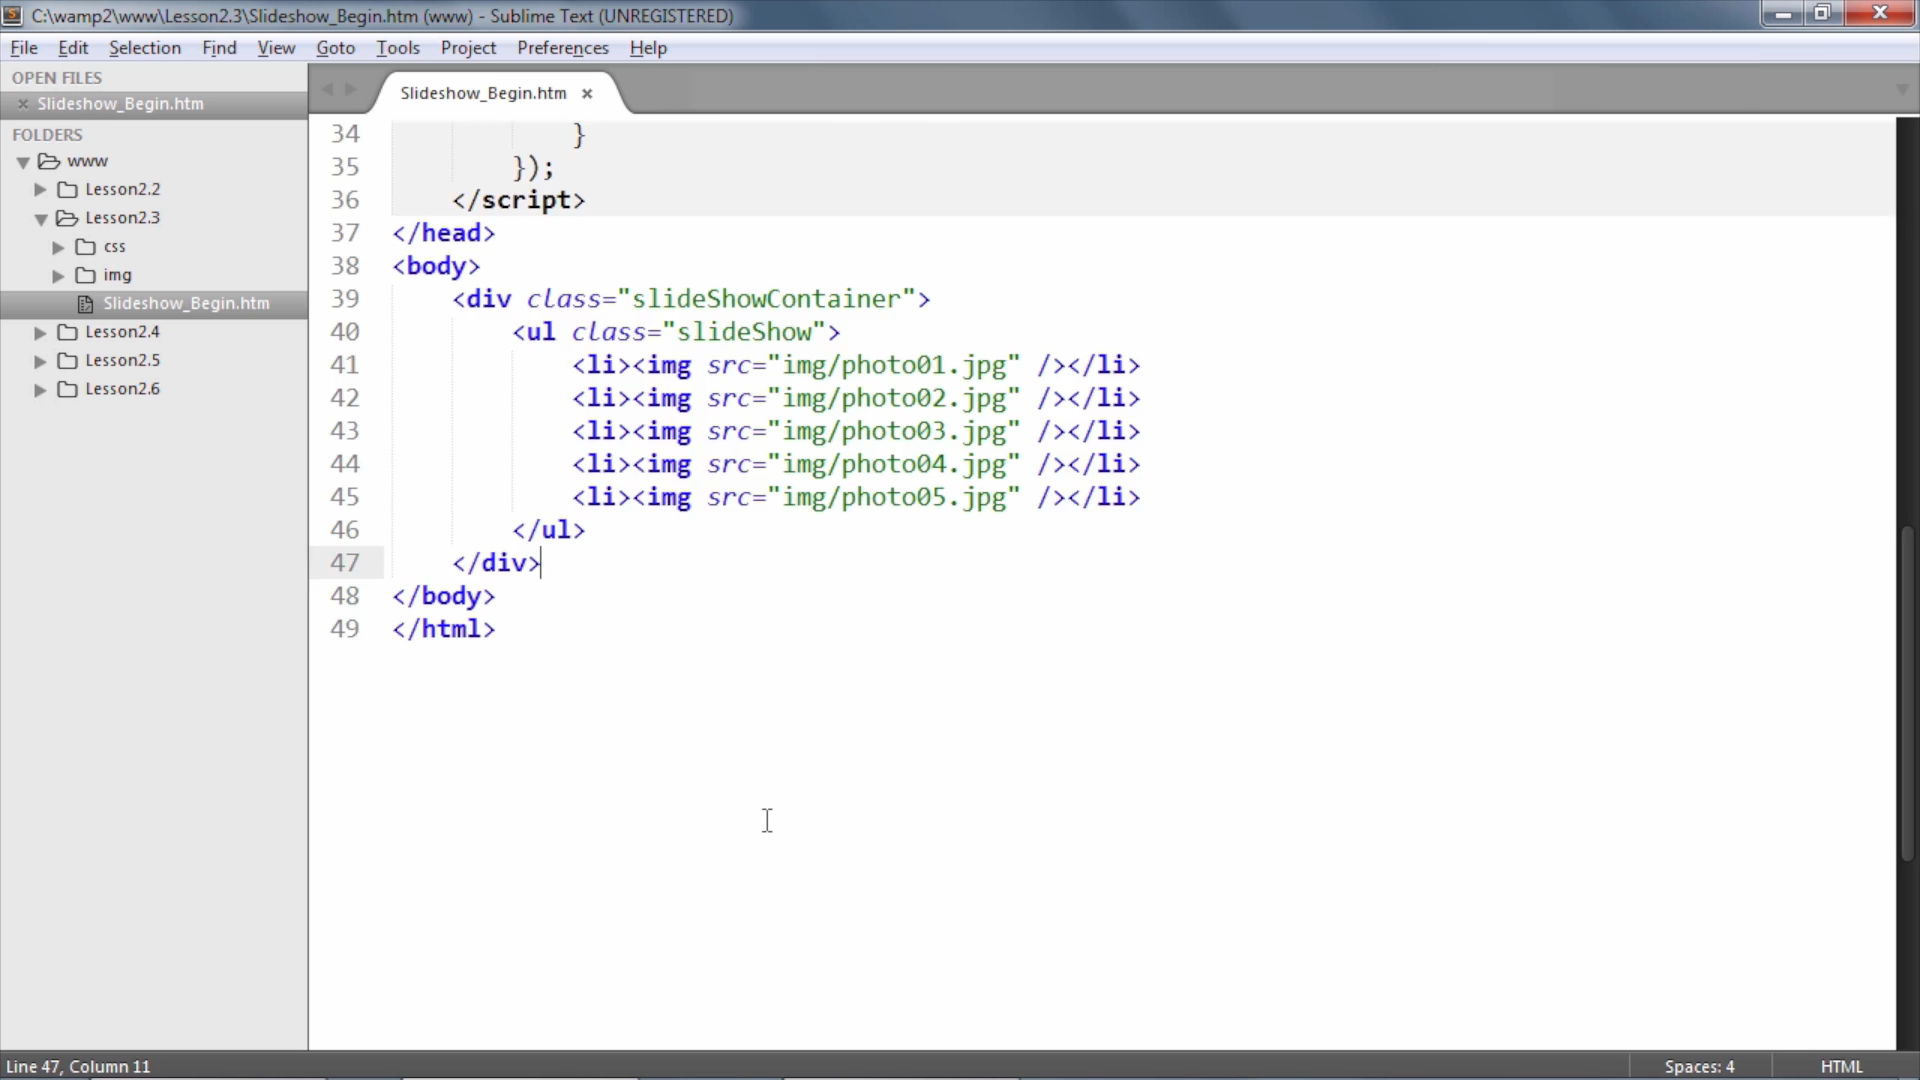 C:\wamp2\www\Lesson2.3\Slideshow_Begin.htm (www) - Sublime Text (UNREGISTERED)
File Edit Selection Find View Goto Tools Project Preferences Help
OPEN FILES
Slideshow_Begin.htm
FOLDERS
www
Lesson2.2
Lesson2.3
css
img
Slideshow_Begin.htm
Lesson2.4
Lesson2.5
Lesson2.6
Slideshow_Begin.htm
34 }
35 });
36 </script>
37 </head>
38 <body>
39 <div class="slideShowContainer">
40 <ul class="slideShow">
41 <li><img src="img/photo01.jpg" /></li>
42 <li><img src="img/photo02.jpg" /></li>
43 <li><img src="img/photo03.jpg" /></li>
44 <li><img src="img/photo04.jpg" /></li>
45 <li><img src="img/photo05.jpg" /></li>
46 </ul>
47 </div>
48 </body>
49 </html>
Line 47, Column 11 Spaces: 4 HTML